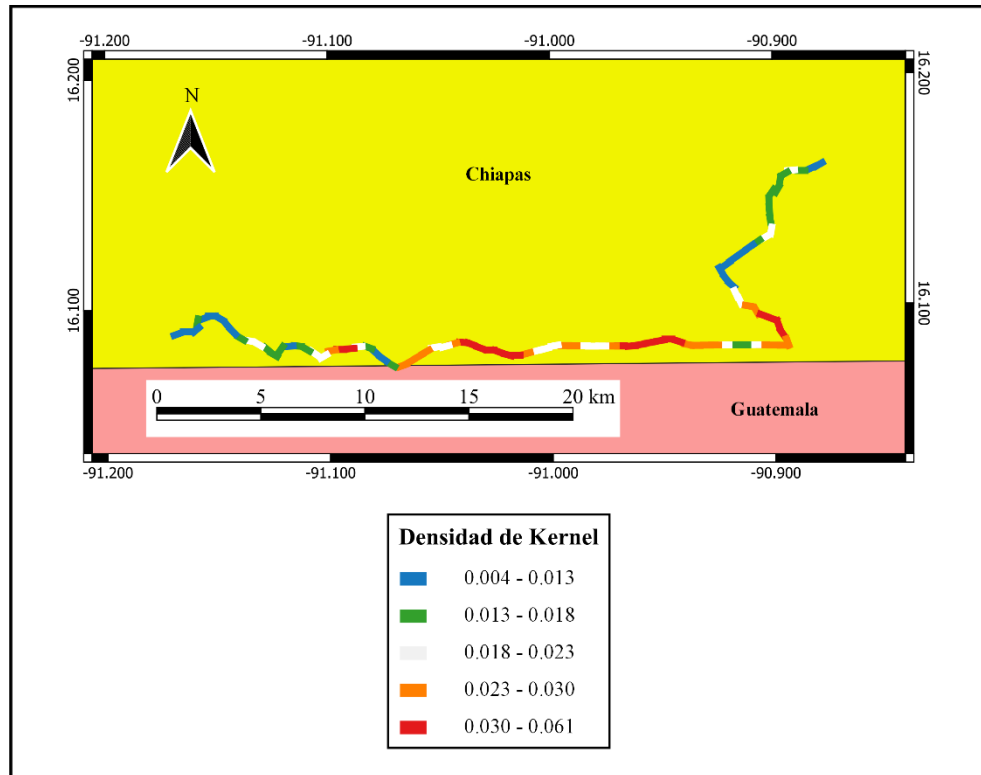 -91.200 -91.100 -91.000 -90.900
16.200 16.200
N
Chiapas
16.100 16.100
0 5 10 15 20 km
Guatemala
-91.200 -91.100 -91.000 -90.900
Densidad de Kernel
0.004 - 0.013
0.013 - 0.018
0.018 - 0.023
0.023 - 0.030
0.030 - 0.061